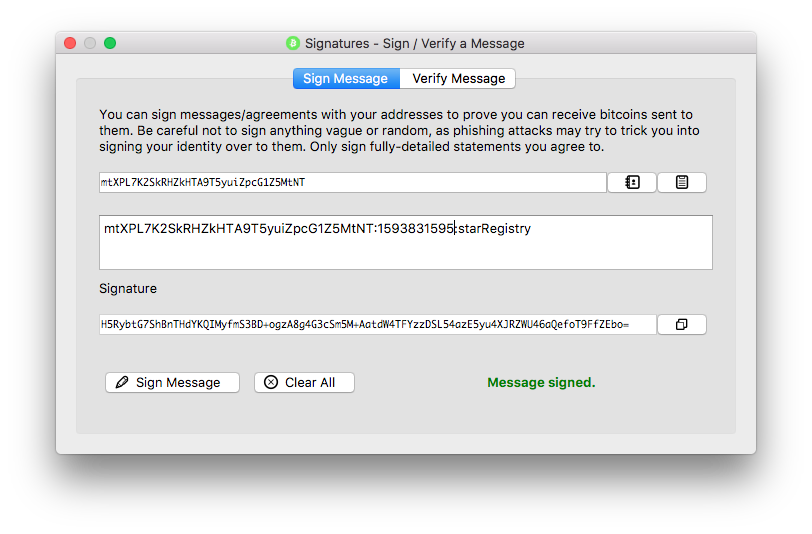 Signatures - Sign / Verify a Message
Sign Message Verify Message
You can sign messages/agreements with your addresses to prove you can receive bitcoins sent to
them. Be careful not to sign anything vague or random, as phishing attacks may try to trick you into
signing your identity over to them. Only sign fully-detailed statements you agree to.
mtXPL7K2SkRHZkHTA9T5yuiZpcG1Z5MtNT
mtXPL7K2SkRHZkHTA9T5yuiZpcG1Z5MtNT:1593831595:starRegistry
Signature
H5RybtG7ShBnTHdYKQIMyfmS3BD+ogzA8g4G3cSm5M+AatdW4TFYzzDSL54azE5yu4XJRZWU46aQefoT9FfZEbo=
Sign Message Clear All Message signed.